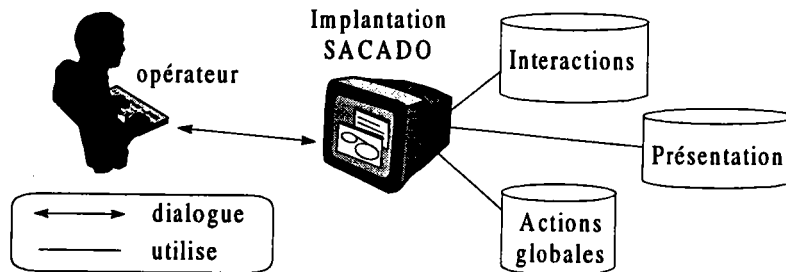 Implantation
SACADO
opérateur
Interactions
Présentation
Actions
globales
dialogue
utilise